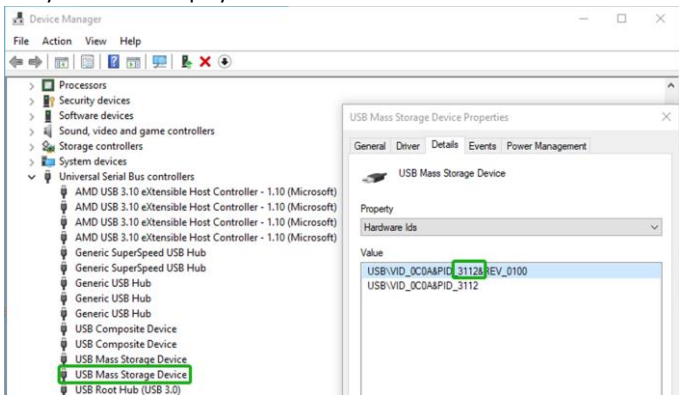 Device Manager
File Action View Help
Processors
Security devices
Software devices
Sound, video and game controllers
Storage controllers
System devices
Universal Serial Bus controllers
AMD USB 3.10 eXtensible Host Controller - 1.10 (Microsoft)
AMD USB 3.10 eXtensible Host Controller - 1.10 (Microsoft)
AMD USB 3.10 eXtensible Host Controller - 1.10 (Microsoft)
AMD USB 3.10 eXtensible Host Controller - 1.10 (Microsoft)
Generic SuperSpeed USB Hub
Generic SuperSpeed USB Hub
Generic USB Hub
Generic USB Hub
Generic USB Hub
USB Composite Device
USB Composite Device
USB Mass Storage Device
USB Mass Storage Device
USB Root Hub (USB 3.0)
USB Mass Storage Device Properties
General Driver Details Events Power Management
USB Mass Storage Device
Property
Hardware Ids
Value
USB\VID_0C0A&PID_3112&REV_0100
USB\VID_0C0A&PID_3112